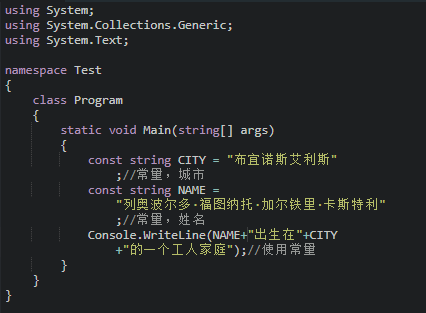 using System;
using System.Collections.Generic;
using System.Text;
namespace Test
{
class Program
{
static void Main(string[] args)
{
const string CITY = "布宜诺斯艾利斯"
;//常量，城市
const string NAME =
"列奥波尔多·福图纳托·加尔铁里·卡斯特利"
;//常量，姓名
Console.WriteLine(NAME+"出生在"+CITY
+"的一个工人家庭");//使用常量
}
}
}